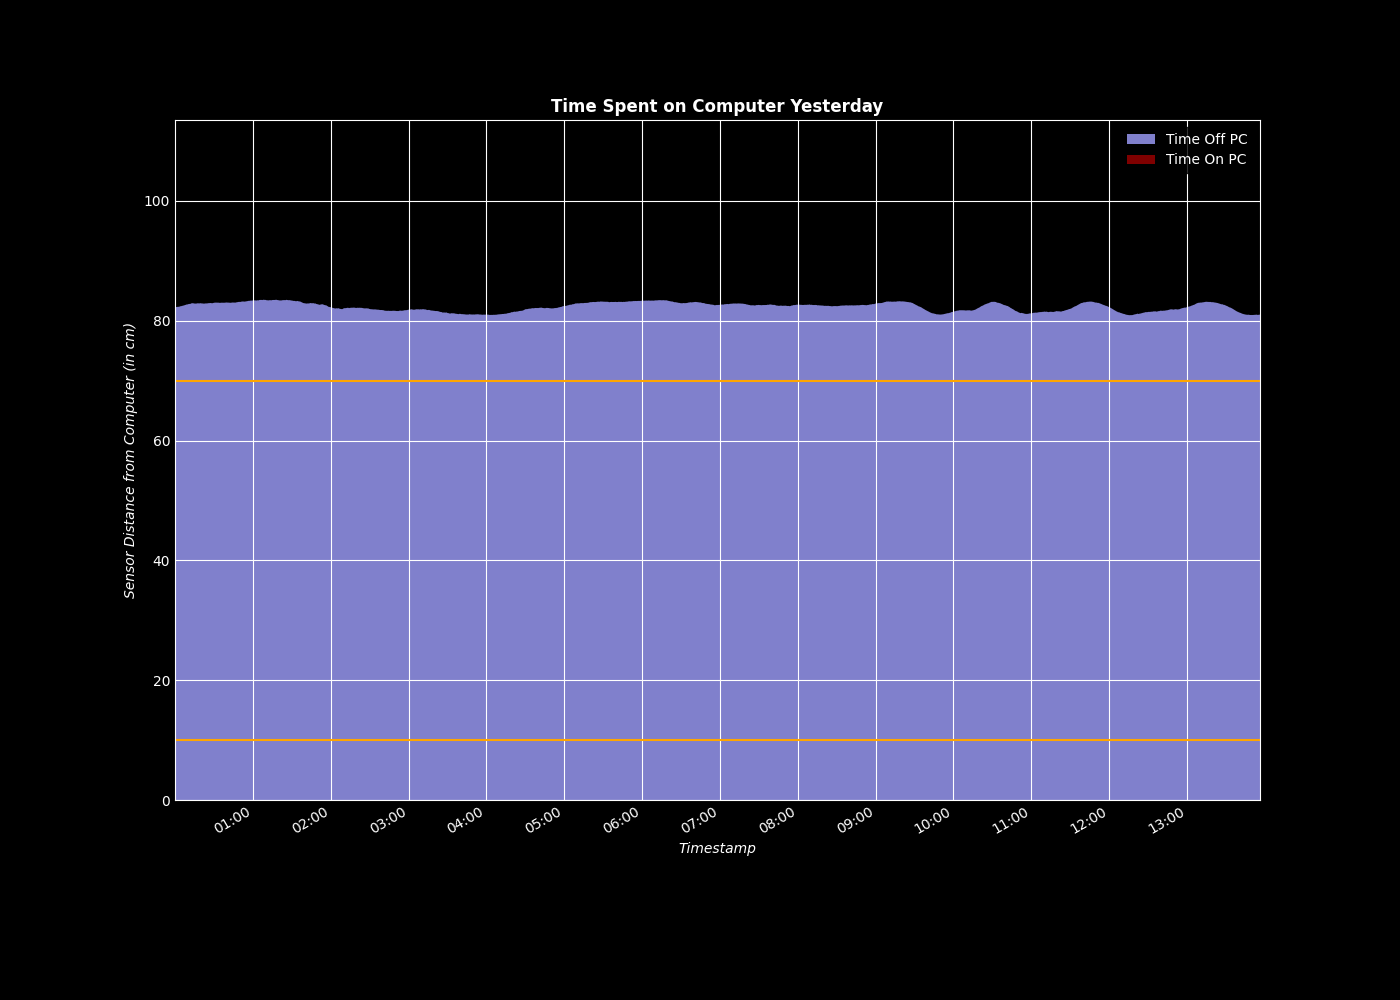 Time Spent on Computer Yesterday
Time Off PC
Time On PC
Sensor Distance from Computer (in cm)
100
80
60
40
20
0
01:00 02:00 03:00 04:00 05:00 06:00 07:00 08:00 09:00 10:00 11:00 12:00 13:00
Timestamp